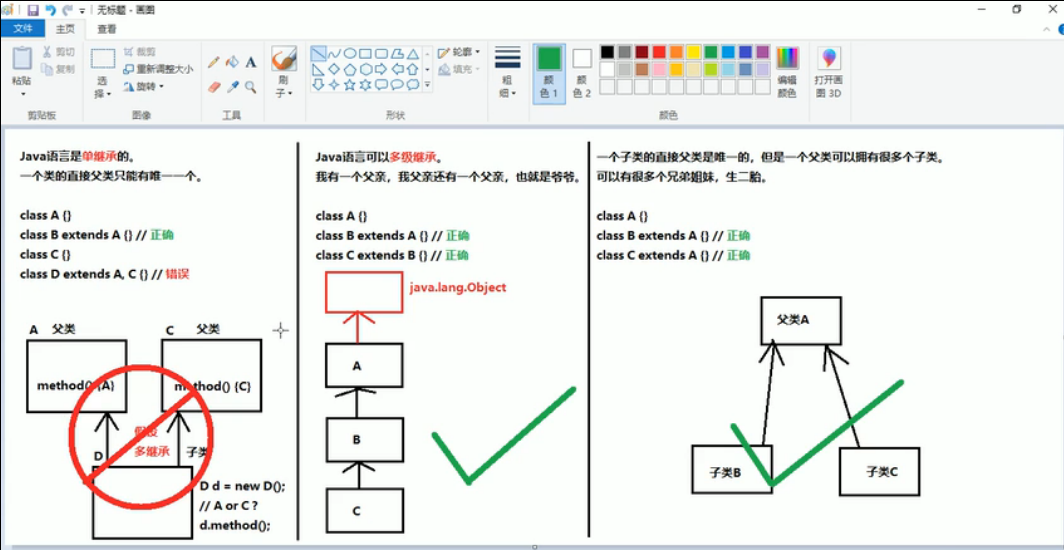 无标题 - 画图
文件
主页
查看
粘贴
剪切
复制
剪贴板
选择
裁剪
重新调整大小
旋转
图像
A
工具
刷子
轮廓
填充
形状
粗细
颜色 1
颜色 2
颜色
编辑颜色
打开画图 3D
Java语言是单继承的。
一个类的直接父类只能有唯一一个。
class A {}
class B extends A {} // 正确
class C {}
class D extends A, C {} // 错误
A 父类
C 父类
method() {A}
method() {C}
假设
多继承
D
子类
D d = new D();
// A or C ?
d.method();
Java语言可以多级继承。
我有一个父亲，我父亲还有一个父亲，也就是爷爷。
class A {}
class B extends A {} // 正确
class C extends B {} // 正确
java.lang.Object
A
B
C
一个子类的直接父类是唯一的，但是一个父类可以拥有很多个子类。
可以有很多个兄弟姐妹，生二胎。
class A {}
class B extends A {} // 正确
class C extends A {} // 正确
父类A
子类B
子类C